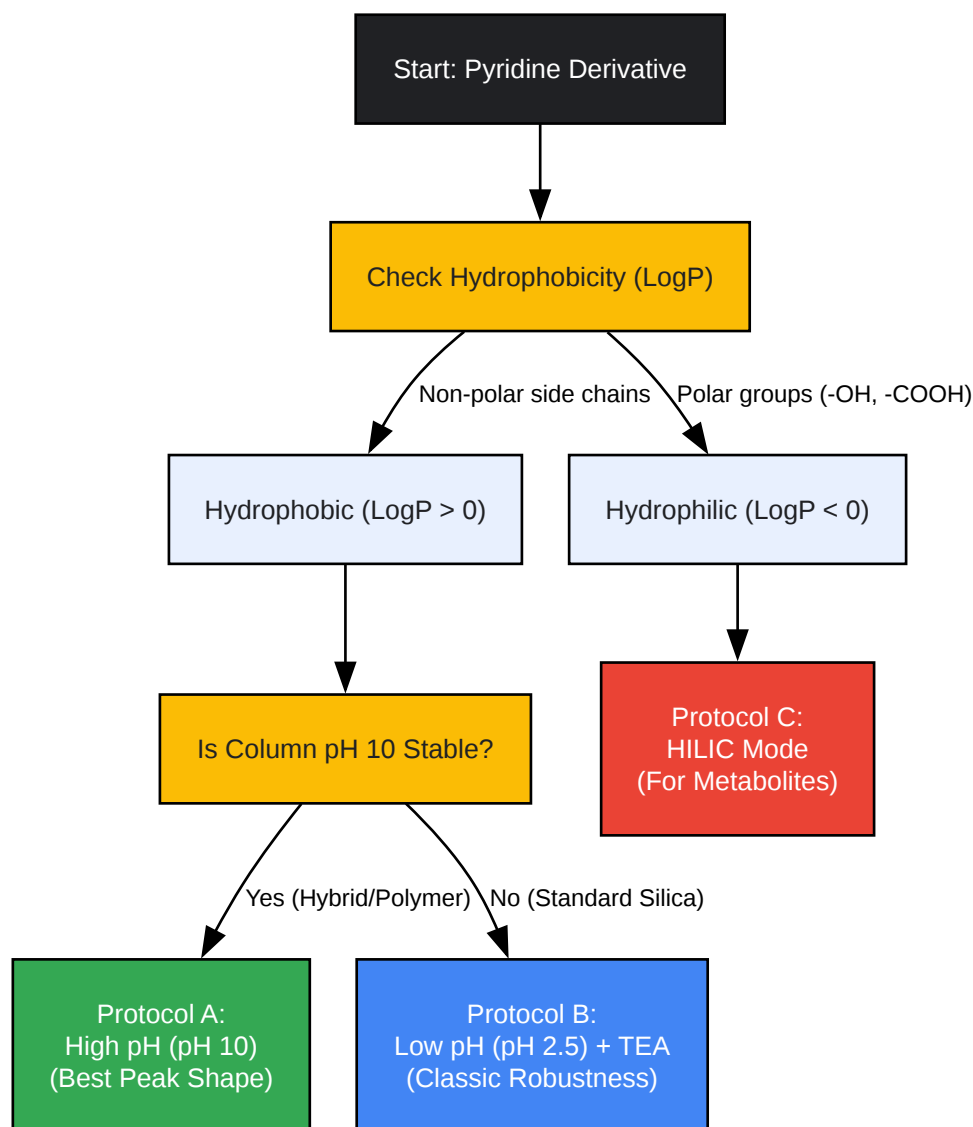 Start: Pyridine Derivative
Check Hydrophobicity (LogP)
Non-polar side chains
Polar groups (-OH, -COOH)
Hydrophobic (LogP > 0)
Hydrophilic (LogP < 0)
Is Column pH 10 Stable?
Protocol C:
HILIC Mode
(For Metabolites)
Yes (Hybrid/Polymer)
No (Standard Silica)
Protocol A:
High pH (pH 10)
(Best Peak Shape)
Protocol B:
Low pH (pH 2.5) + TEA
(Classic Robustness)